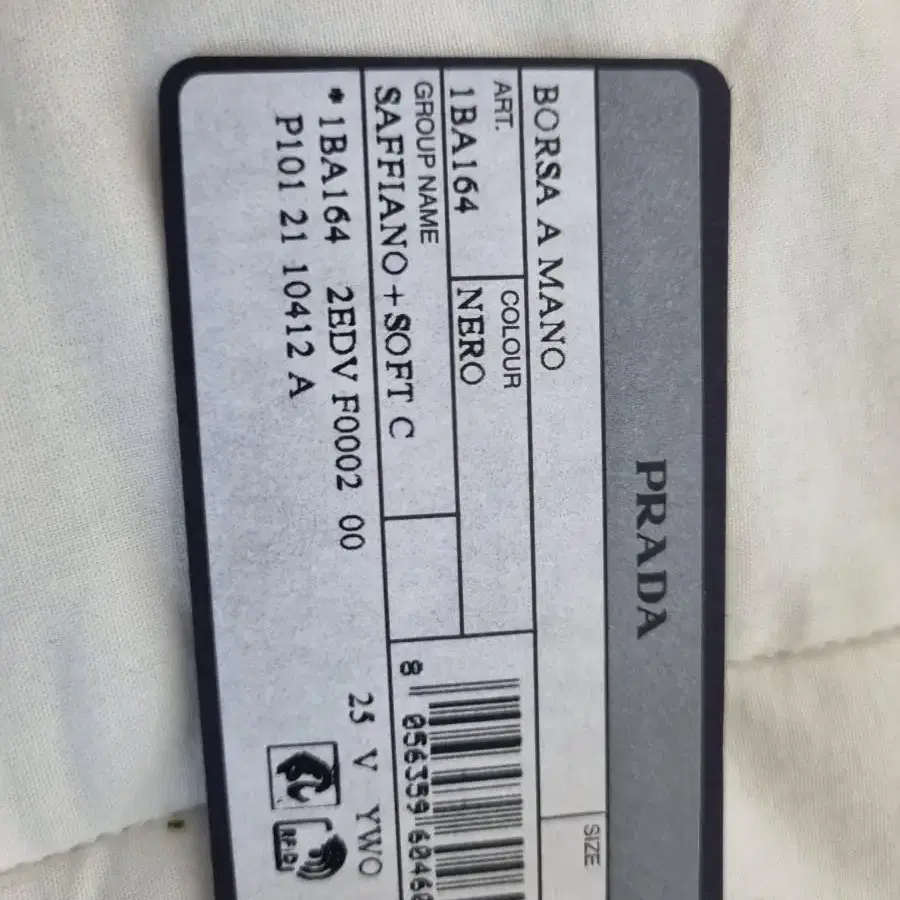 PRADA
BORSA A MANO
SIZE
ART.
COLOUR
1BA164
NERO
GROUP NAME
SAFFIANO+SOFT C
*1BA164 2EDV F0002 00
P101 21 10412 A
8 056359 60468
25 V YWO
RFID